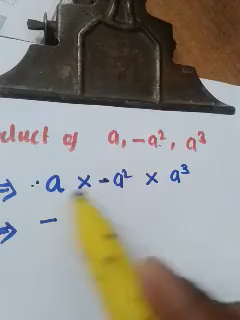 duct of a, -a², a³
⇒ ∴ a × -a² × a³
⇒ -